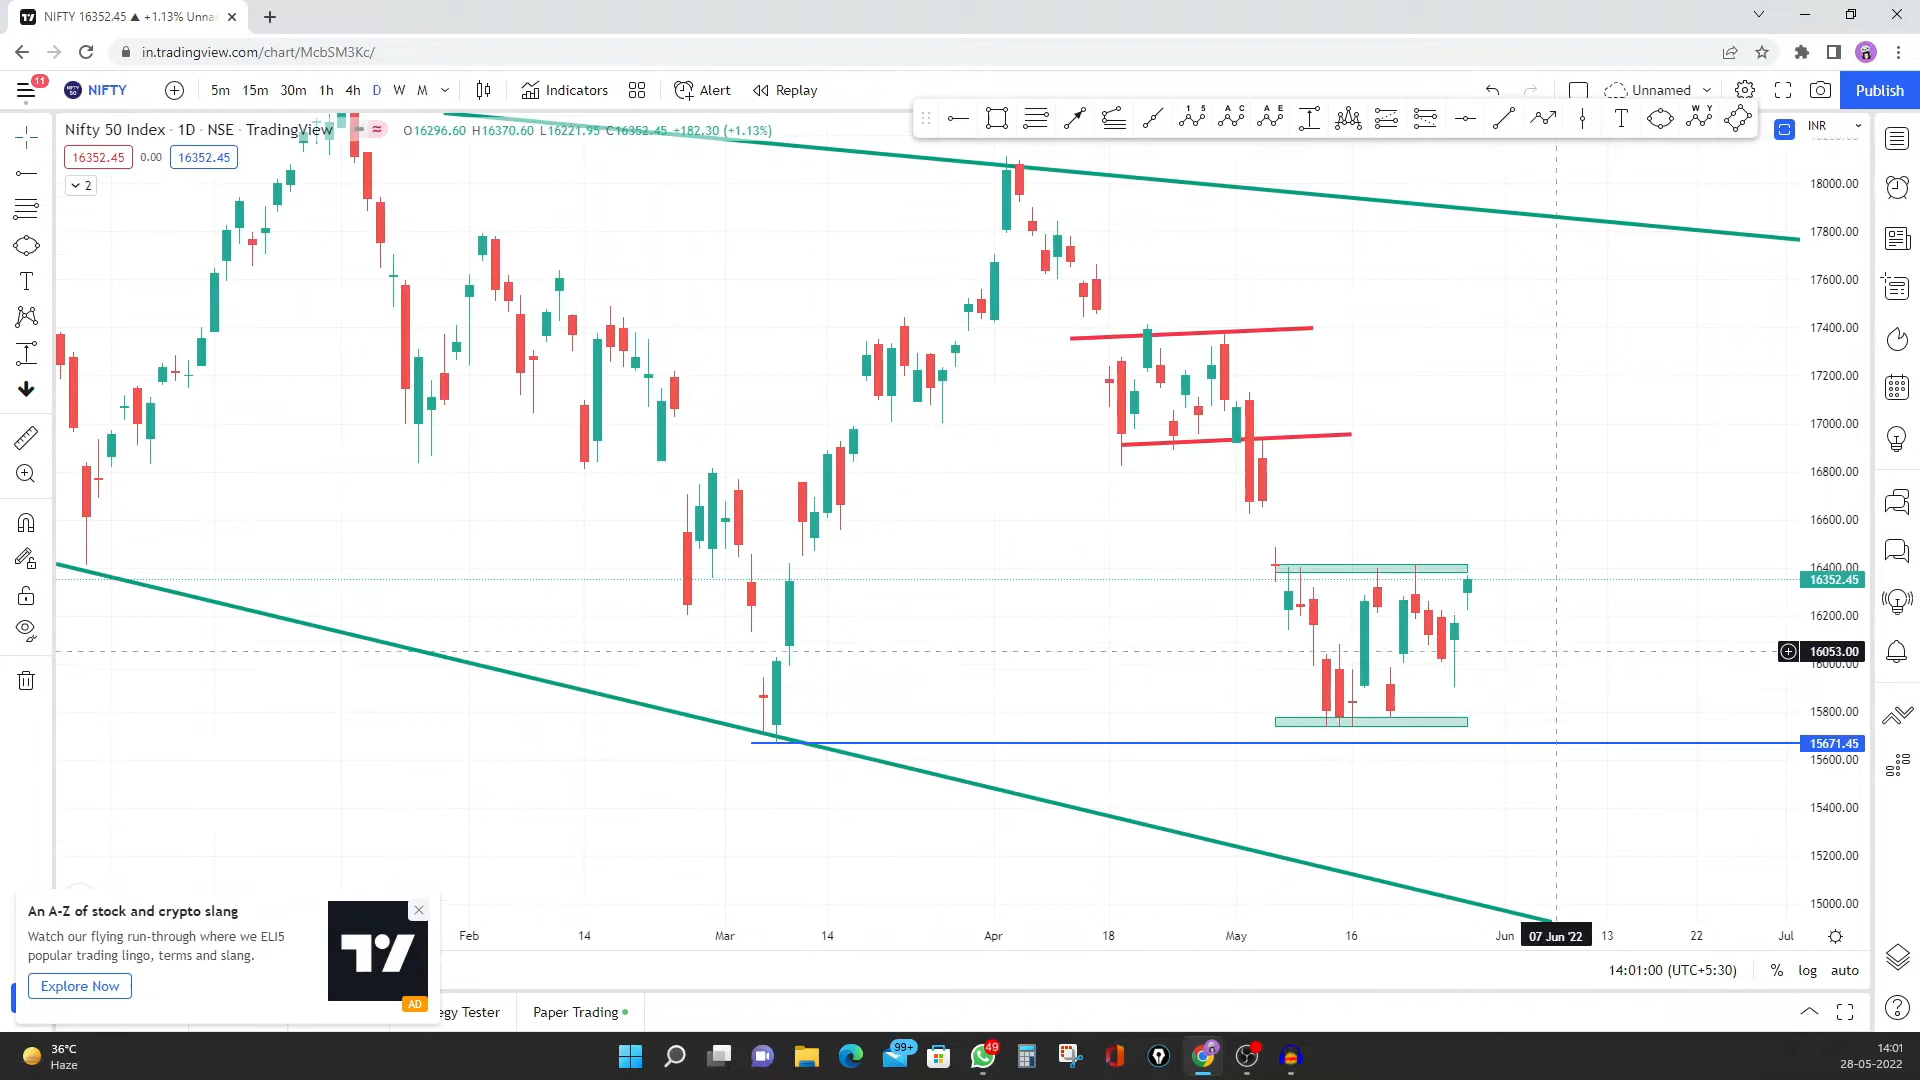 NIFTY 16352.45 ▲ +1.13% Unna
in.tradingview.com/chart/McbSM3Kc/
11
NIFTY
5m 15m 30m 1h 4h D W M
Indicators
Alert
Replay
Unnamed
Publish
Nifty 50 Index · 1D · NSE · TradingView
O16296.60 H16370.60 L16221.95 C16352.45 +182.30 (+1.13%)
INR
16352.45 0.00 16352.45
2
18000.00
17800.00
17600.00
17400.00
17200.00
17000.00
16800.00
16600.00
16400.00
16352.45
16200.00
16053.00
16000.00
15800.00
15671.45
15600.00
15400.00
15200.00
15000.00
Feb 14 Mar 14 Apr 18 May 16 Jun 07 Jun '22 13 22 Jul
An A-Z of stock and crypto slang
Watch our flying run-through where we ELI5
popular trading lingo, terms and slang.
Explore Now
AD
14:01:00 (UTC+5:30) % log auto
egy Tester
Paper Trading
36°C
Haze
99+
49
14:01
28-05-2022